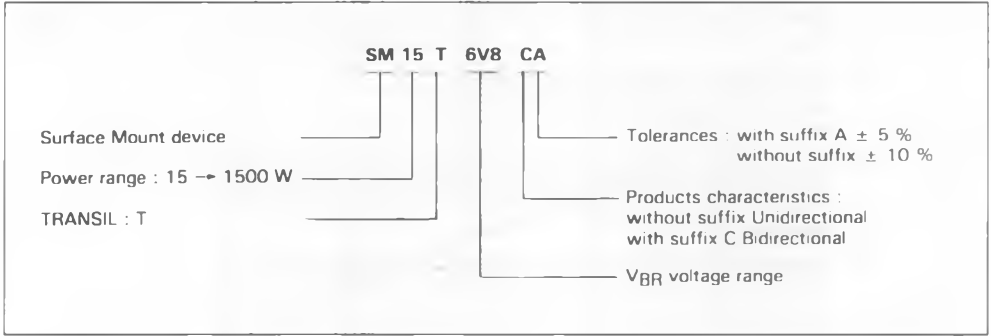 SM 15 T 6V8 CA
Surface Mount device
Power range : 15 → 1500 W
TRANSIL : T
Tolerances : with suffix A ± 5 %
without suffix ± 10 %
Products characteristics :
without suffix Unidirectional
with suffix C Bidirectional
VBR voltage range